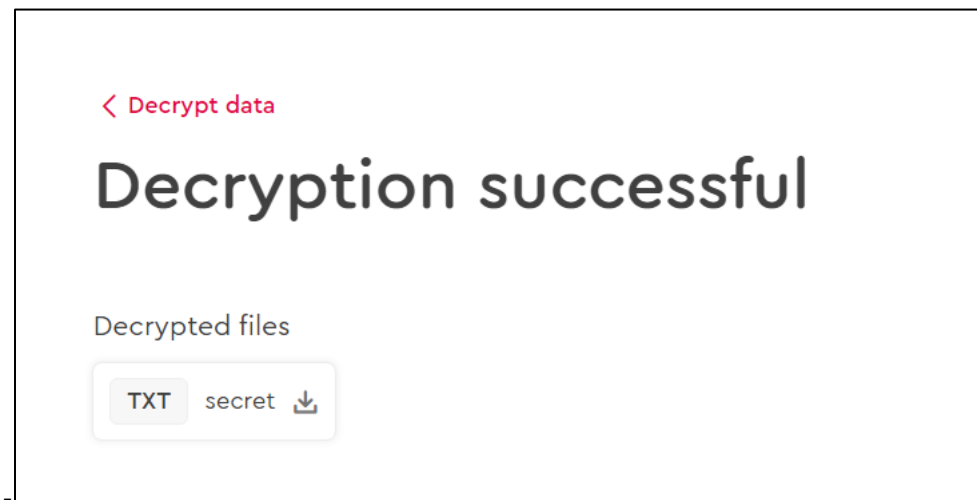 Decrypt data
Decryption successful
Decrypted files
TXT secret